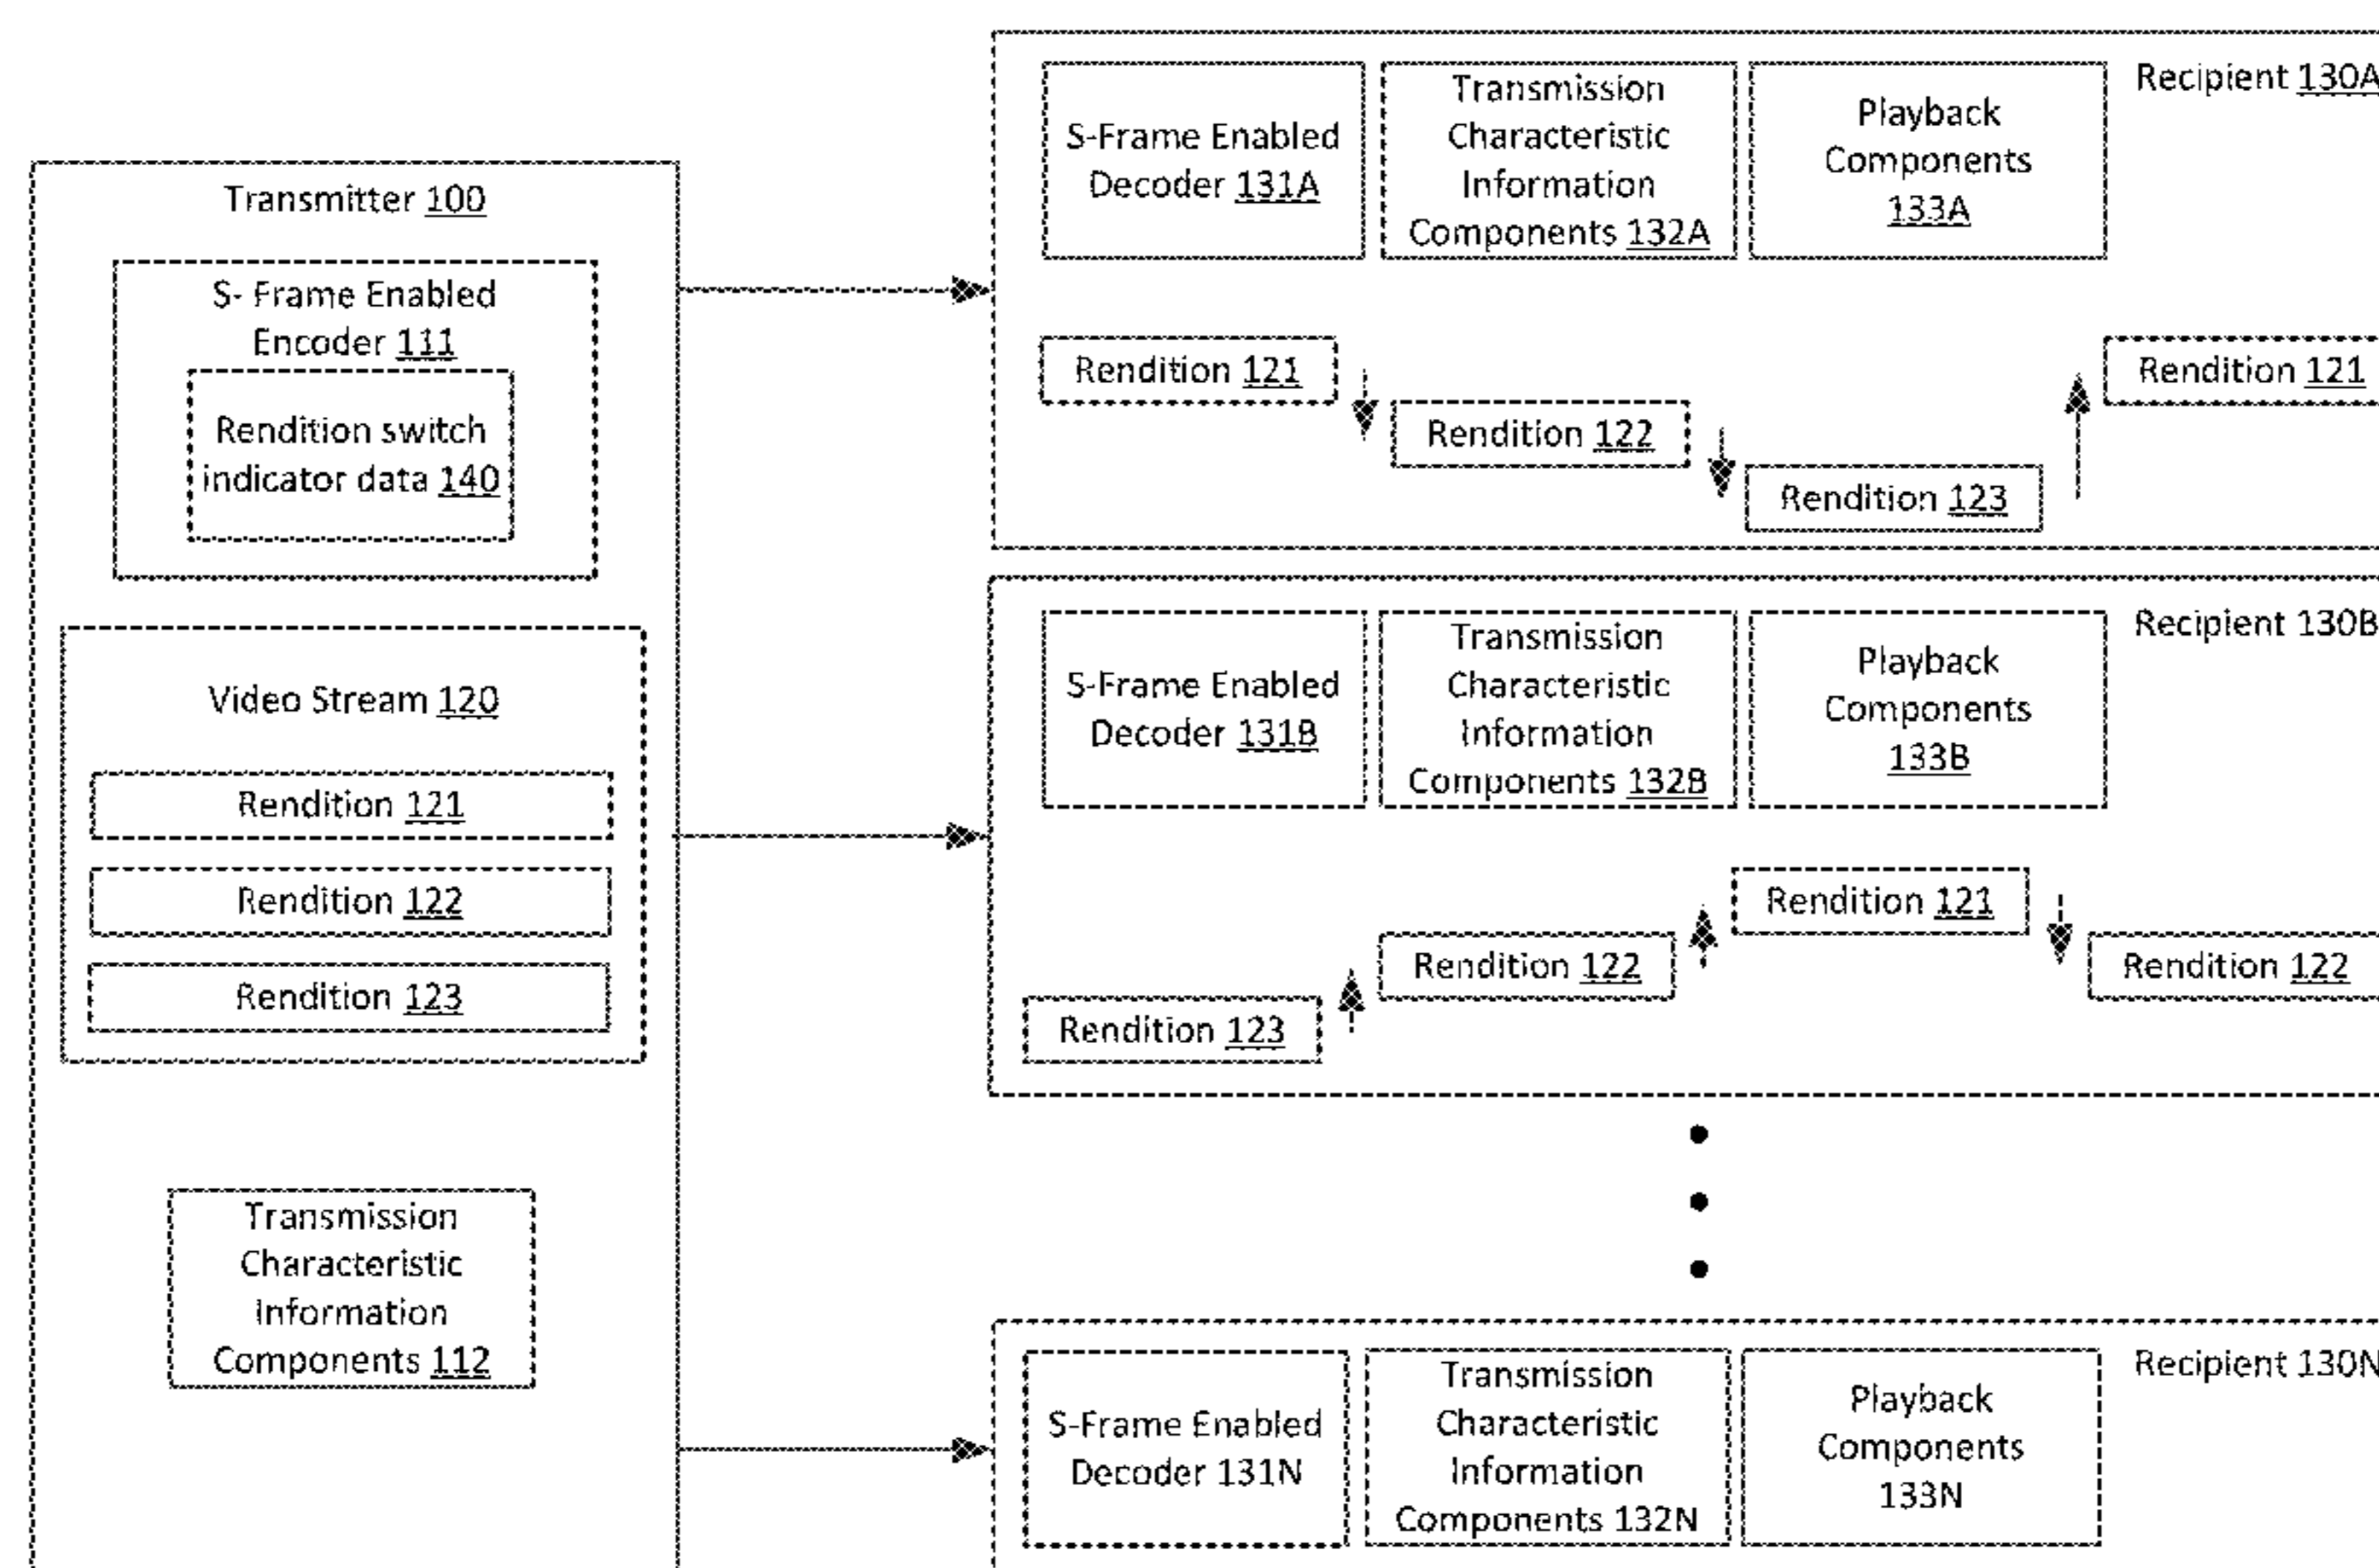 Transmitter 100
S- Frame Enabled
Encoder 111
Rendition switch
indicator data 140
Video Stream 120
Rendition 121
Rendition 122
Rendition 123
Transmission
Characteristic
Information
Components 112
Recipient 130A
S-Frame Enabled
Decoder 131A
Transmission
Characteristic
Information
Components 132A
Playback
Components
133A
Rendition 121
Rendition 122
Rendition 123
Rendition 121
Recipient 130B
S-Frame Enabled
Decoder 131B
Transmission
Characteristic
Information
Components 132B
Playback
Components
133B
Rendition 123
Rendition 122
Rendition 121
Rendition 122
Recipient 130N
S-Frame Enabled
Decoder 131N
Transmission
Characteristic
Information
Components 132N
Playback
Components
133N